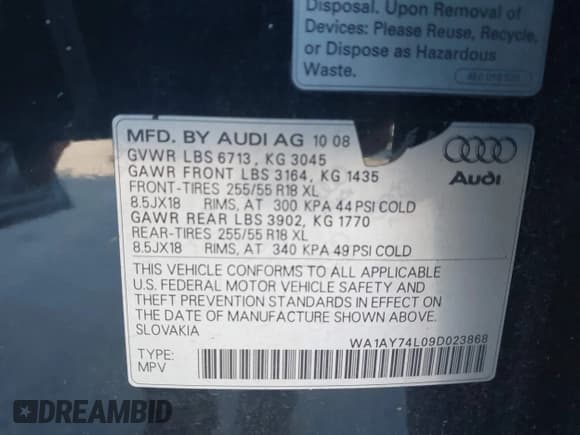 Disposal. Upon Removal of
Devices: Please Reuse, Recycle,
or Dispose as Hazardous
Waste.
MFD. BY AUDI AG 10 08
GVWR LBS 6713, KG 3045
GAWR FRONT LBS 3164, KG 1435
FRONT-TIRES 255/55 R18 XL
8.5JX18 RIMS, AT 300 KPA 44 PSI COLD
GAWR REAR LBS 3902, KG 1770
REAR-TIRES 255/55 R18 XL
8.5JX18 RIMS, AT 340 KPA 49 PSI COLD
Audi
THIS VEHICLE CONFORMS TO ALL APPLICABLE
U.S. FEDERAL MOTOR VEHICLE SAFETY AND
THEFT PREVENTION STANDARDS IN EFFECT ON
THE DATE OF MANUFACTURE SHOWN ABOVE.
SLOVAKIA
WA1AY74L09D023868
TYPE:
MPV
DREAMBID